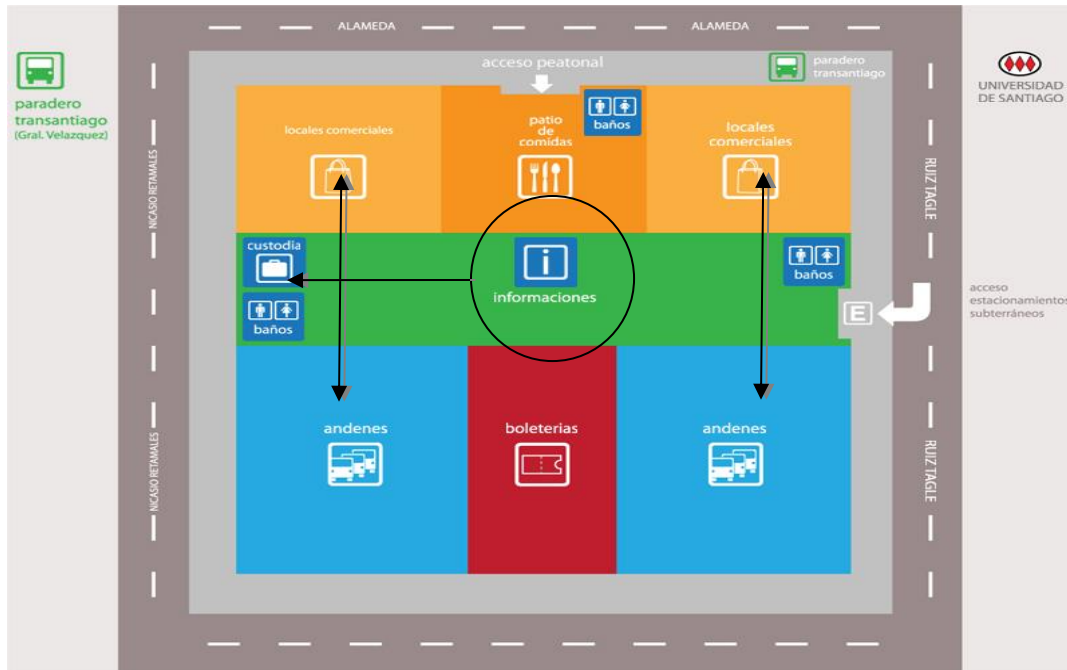 ALAMEDA
ALAMEDA
paradero
transantiago
(Gral. Velazquez)
acceso peatonal
paradero
transantiago
UNIVERSIDAD
DE SANTIAGO
locales comerciales
patio
de
comidas
baños
locales
comerciales
NICASIO RETAMALES
RUIZ TAGLE
custodia
i
informaciones
baños
baños
E
acceso
estacionamientos
subterráneos
andenes
boleterias
andenes
NICASIO RETAMALES
RUIZ TAGLE